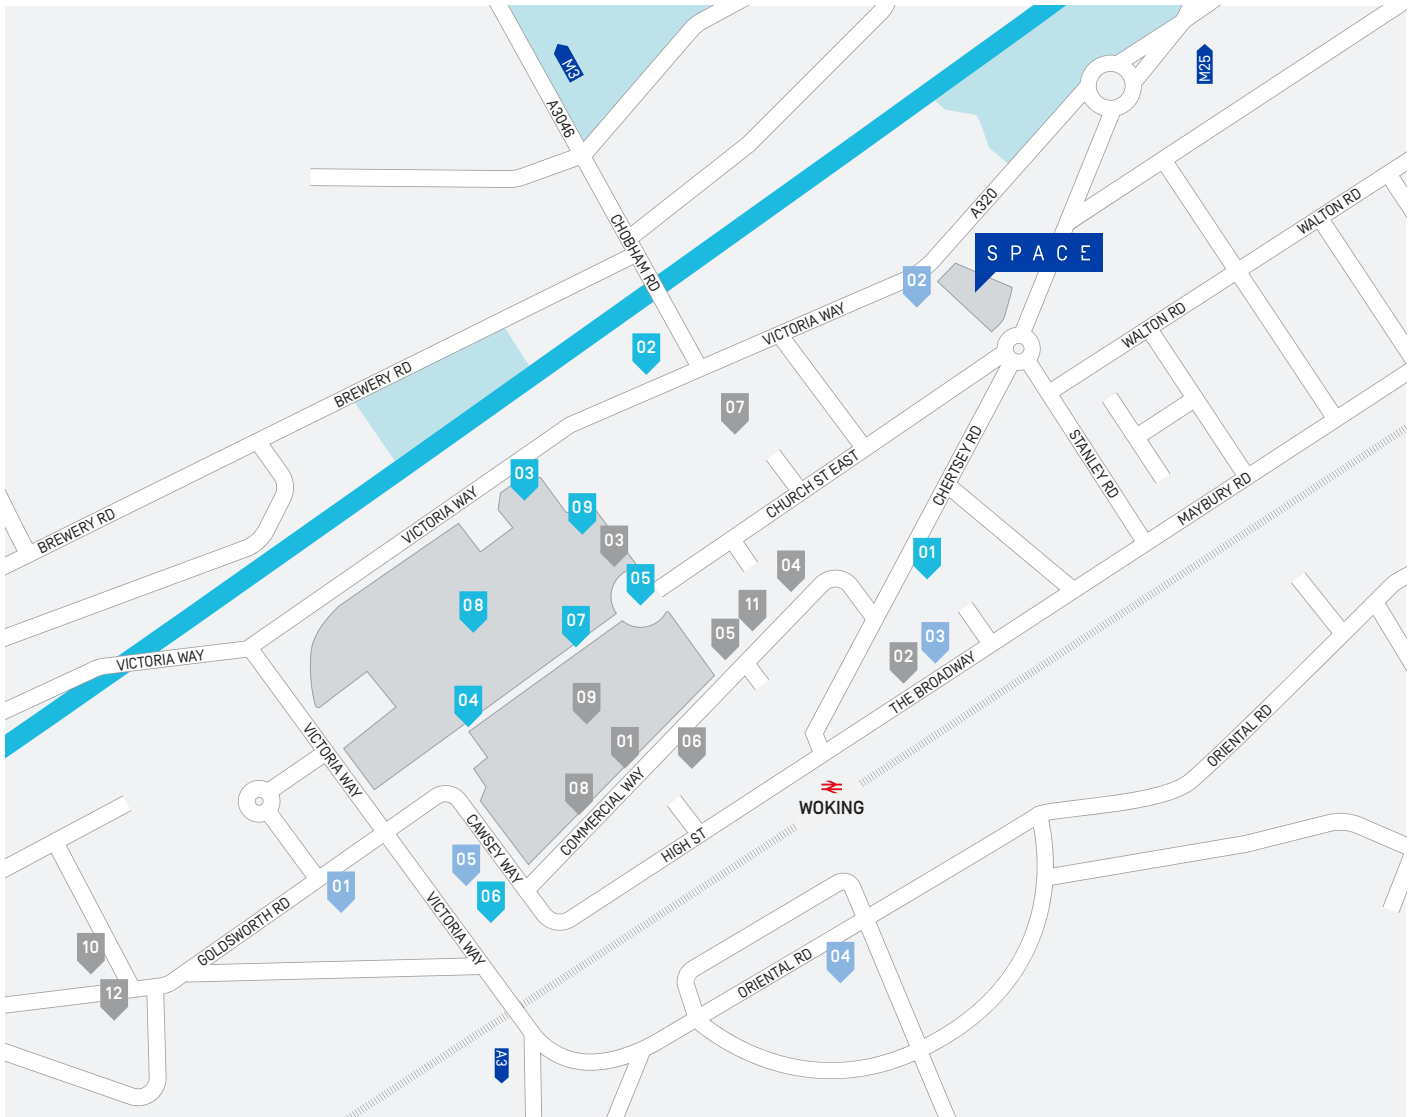 M3
M25
A3046
A320
WALTON RD
CHOBHAM RD
SPACE
02
VICTORIA WAY
WALTON RD
02
BREWERY RD
07
CHERTSEY RD
STANLEY RD
CHURCH ST EAST
MAYBURY RD
03
VICTORIA WAY
09
BREWERY RD
03
01
04
05
08
11
07
05
03
02
VICTORIA WAY
THE BROADWAY
04
09
ORIENTAL RD
VICTORIA WAY
01
06
08
COMMERCIAL WAY
WOKING
HIGH ST
CAWSEY WAY
05
01
06
GOLDSWORTH RD
VICTORIA WAY
10
04
ORIENTAL RD
12
A3